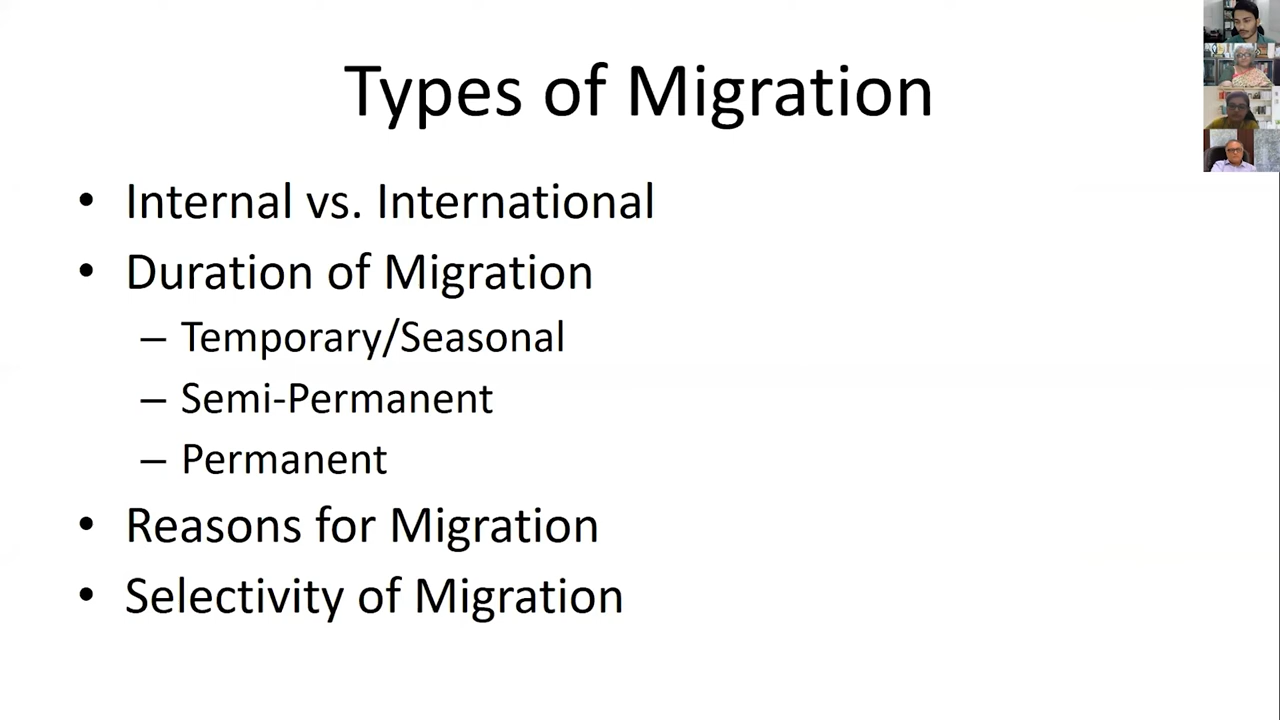 Types of Migration
• Internal vs. International
• Duration of Migration
– Temporary/Seasonal
– Semi-Permanent
– Permanent
• Reasons for Migration
• Selectivity of Migration